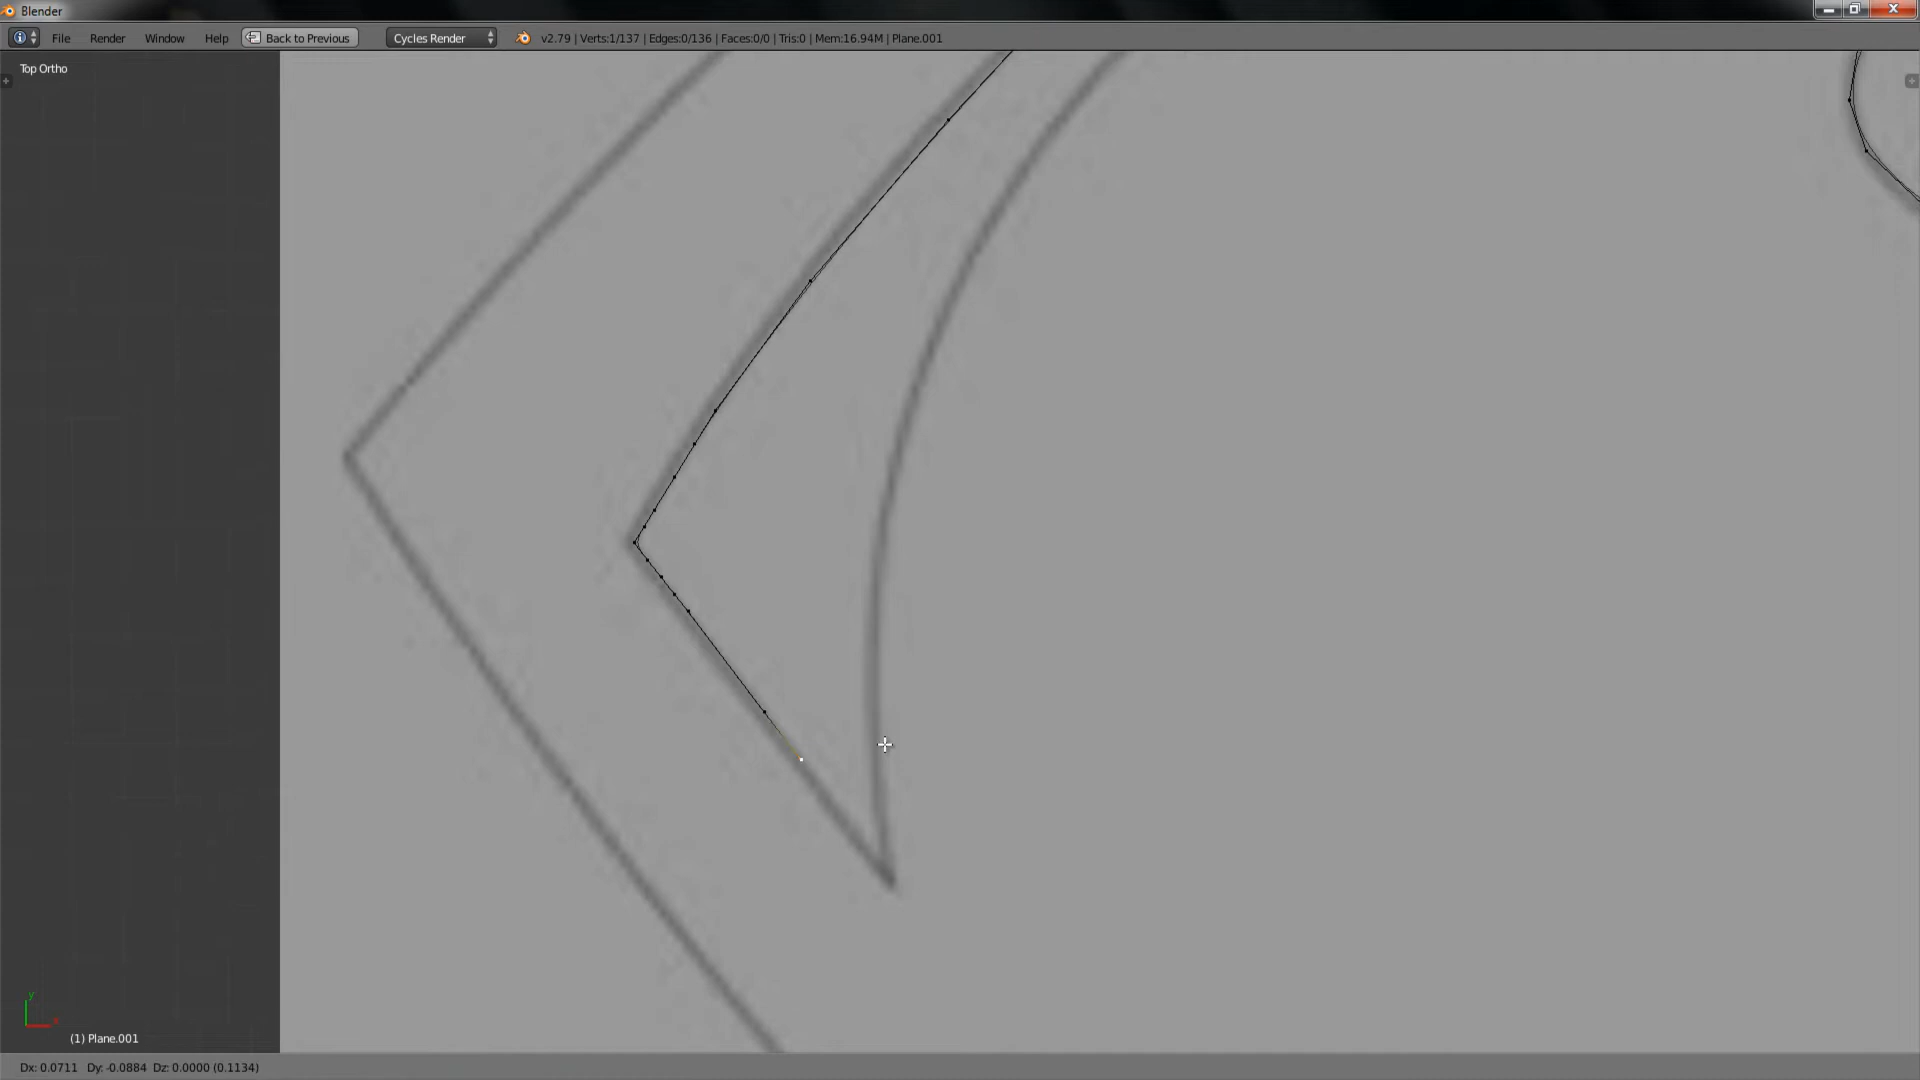 Blender
File Render Window Help Back to Previous Cycles Render v2.79 | Verts:1/137 | Edges:0/136 | Faces:0/0 | Tris:0 | Mem:16.94M | Plane.001
Top Ortho
y
x
(1) Plane.001
Dx: 0.0711 Dy: -0.0884 Dz: 0.0000 (0.1134)